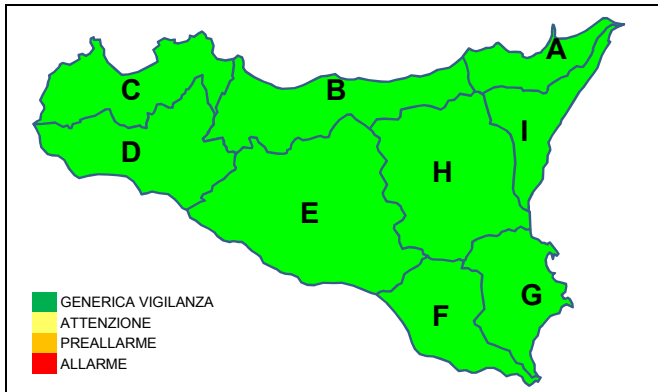 A
C
B
I
D
H
E
G
F
GENERICA VIGILANZA
ATTENZIONE
PREALLARME
ALLARME